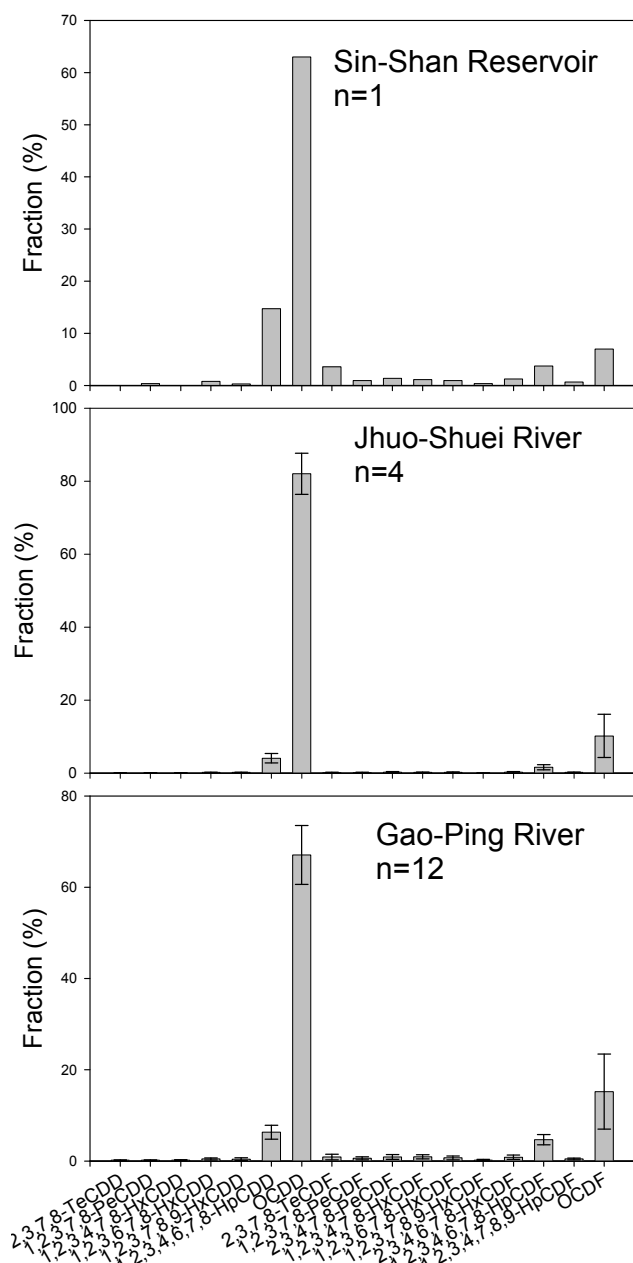 70
60
50
40
30
20
10
0
Fraction (%)
Sin-Shan Reservoir
n=1
100
80
60
40
20
0
Fraction (%)
Jhuo-Shuei River
n=4
80
60
40
20
0
Fraction (%)
Gao-Ping River
n=12
2,3,7,8-TeCDD
1,2,3,7,8-PeCDD
1,2,3,4,7,8-HxCDD
1,2,3,6,7,8-HxCDD
1,2,3,7,8,9-HxCDD
1,2,3,4,6,7,8-HpCDD
OCDD
2,3,7,8-TeCDF
1,2,3,7,8-PeCDF
2,3,4,7,8-PeCDF
1,2,3,4,7,8-HxCDF
1,2,3,6,7,8-HxCDF
1,2,3,7,8,9-HxCDF
2,3,4,6,7,8-HxCDF
1,2,3,4,6,7,8-HpCDF
1,2,3,4,7,8,9-HpCDF
OCDF